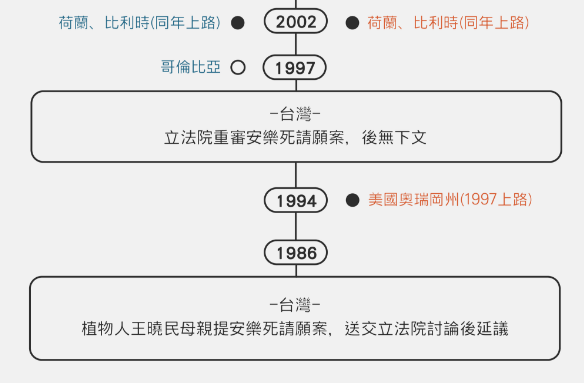 荷蘭、比利時(同年上路) 2002 荷蘭、比利時(同年上路)
哥倫比亞 1997
–台灣–
立法院重審安樂死請願案，後無下文
1994 美國奧瑞岡州(1997上路)
1986
–台灣–
植物人王曉民母親提安樂死請願案，送交立法院討論後延議